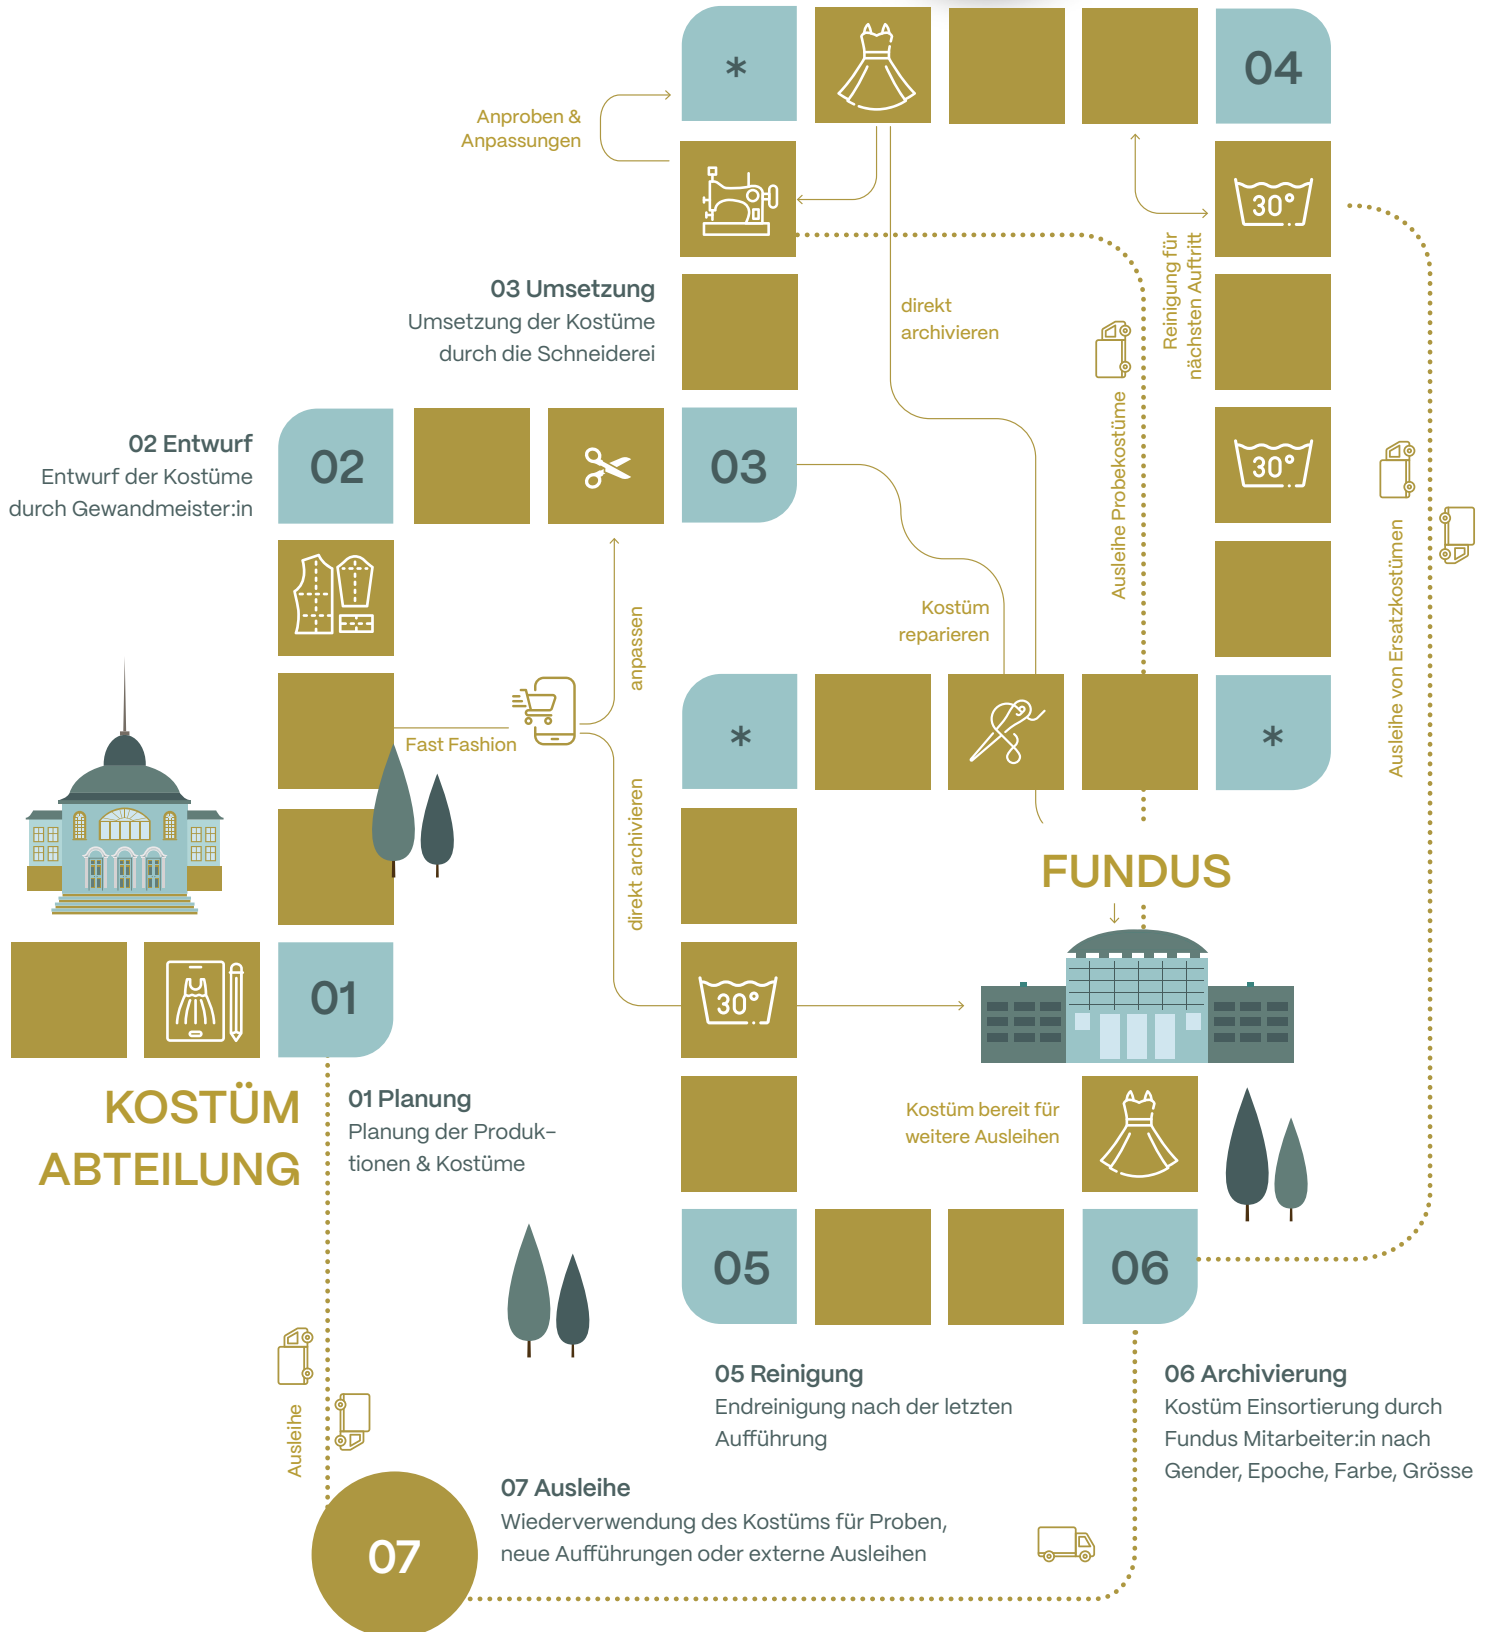 *
04
Anproben &
Anpassungen
30°
Reinigung für
nächsten Auftritt
03 Umsetzung
Umsetzung der Kostüme
durch die Schneiderei
direkt
archivieren
Ausleihe Probekostüme
02 Entwurf
Entwurf der Kostüme
durch Gewandmeister:in
02
03
30°
Ausleihe von Ersatzkostümen
Kostüm
reparieren
anpassen
Fast Fashion
*
*
direkt archivieren
FUNDUS
01
30°
KOSTÜM
ABTEILUNG
01 Planung
Planung der Produk-
tionen & Kostüme
Kostüm bereit für
weitere Ausleihen
05
06
05 Reinigung
Endreinigung nach der letzten
Aufführung
06 Archivierung
Kostüm Einsortierung durch
Fundus Mitarbeiter:in nach
Gender, Epoche, Farbe, Grösse
Ausleihe
07
07 Ausleihe
Wiederverwendung des Kostüms für Proben,
neue Aufführungen oder externe Ausleihen